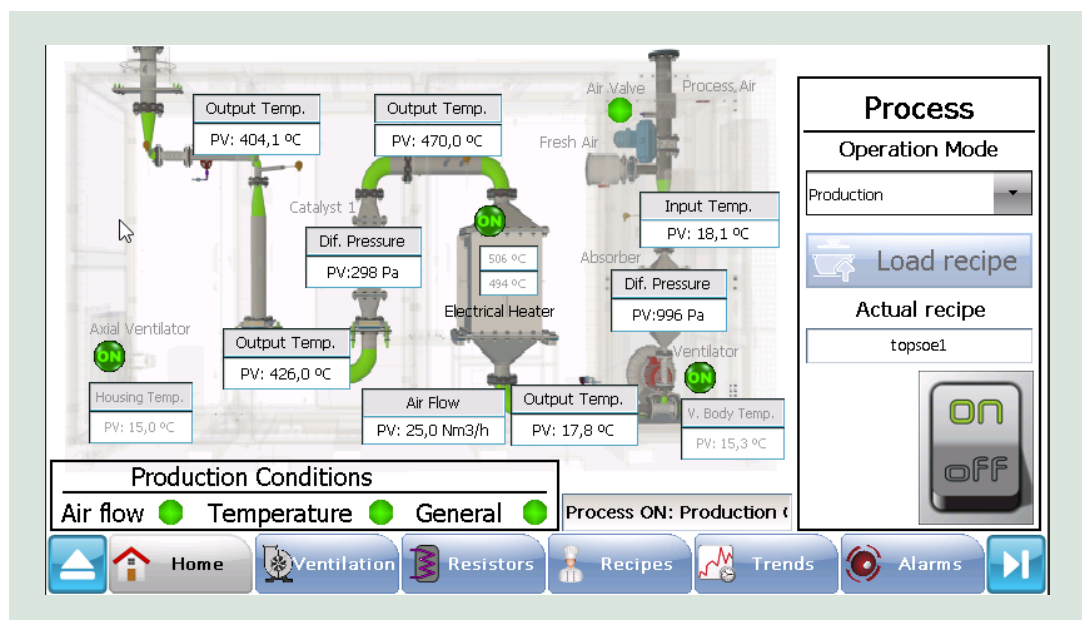 Air Valve
Process Air
Output Temp.
PV: 404,1 ºC
Output Temp.
PV: 470,0 ºC
Fresh Air
Process
Operation Mode
Production
Load recipe
Actual recipe
topsoe1
on
off
Catalyst 1
ON
Input Temp.
PV: 18,1 ºC
Dif. Pressure
PV:298 Pa
506 ºC
494 ºC
Electrical Heater
Absorber
Dif. Pressure
PV:996 Pa
Axial Ventilator
ON
Housing Temp.
PV: 15,0 ºC
Output Temp.
PV: 426,0 ºC
Air Flow
PV: 25,0 Nm3/h
Output Temp.
PV: 17,8 ºC
Ventilator
ON
V. Body Temp.
PV: 15,3 ºC
Production Conditions
Air flow Temperature General
Process ON: Production
Home Ventilation Resistors Recipes Trends Alarms